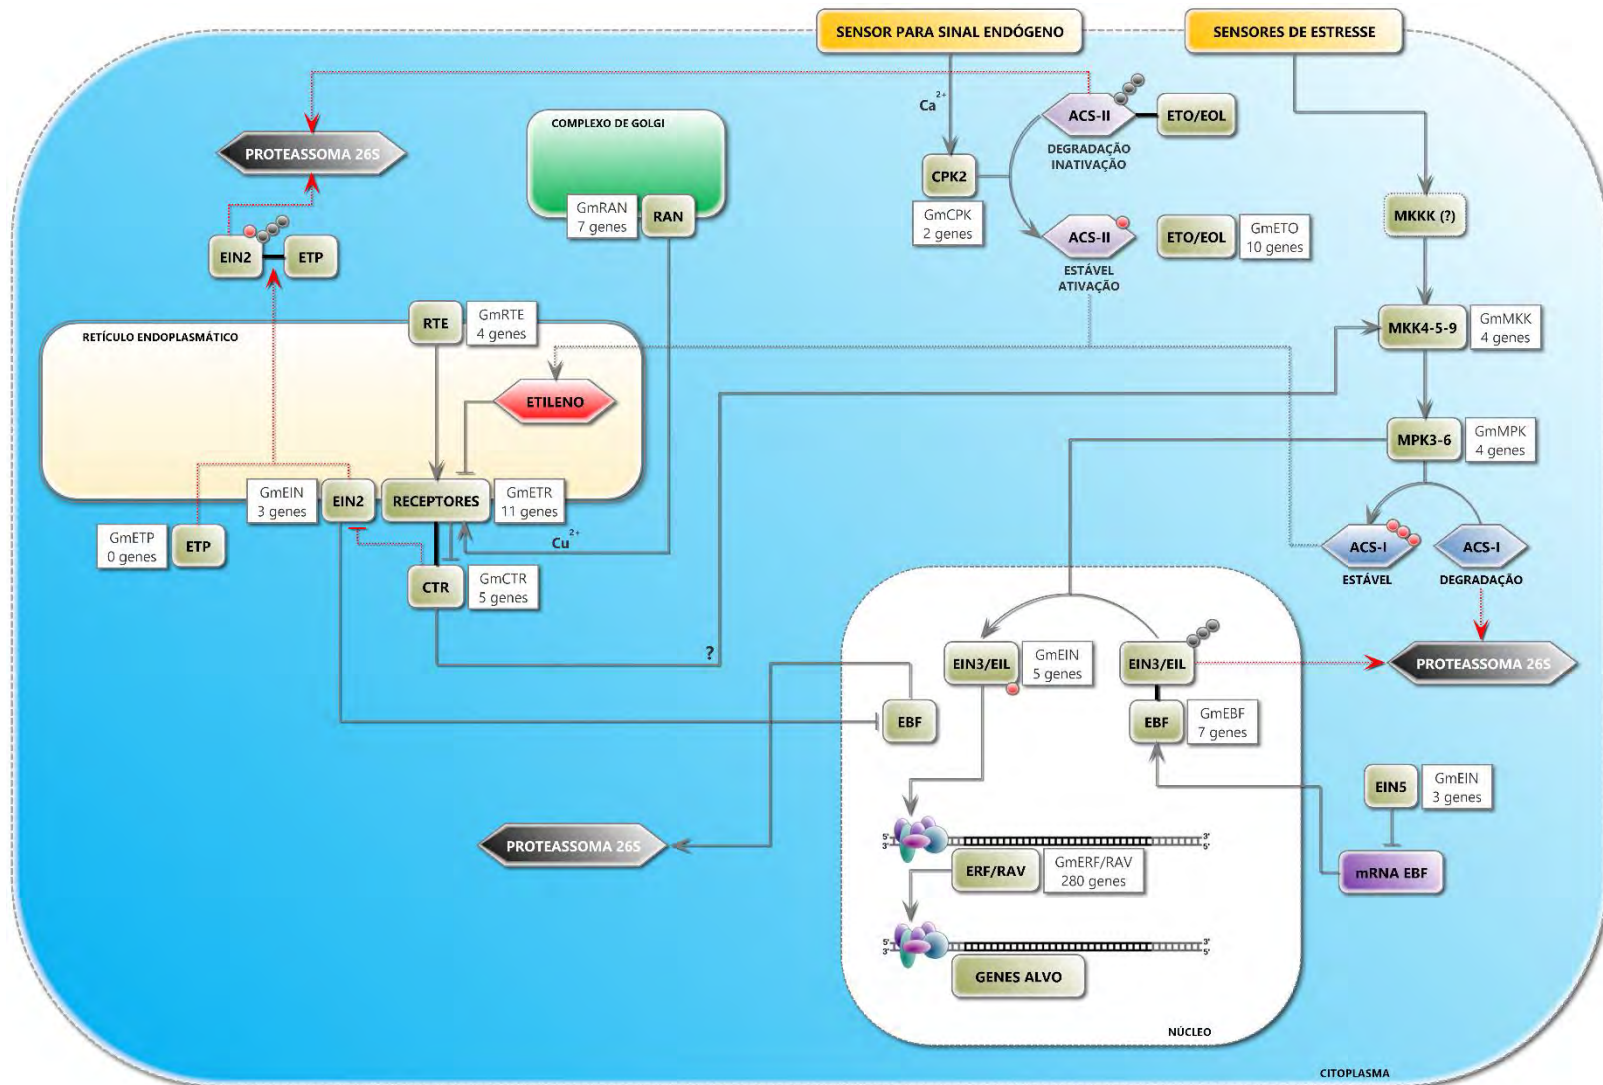 SENSOR PARA SINAL ENDÓGENO
SENSORES DE ESTRESSE
Ca2+
ACS-II
ETO/EOL
DEGRADAÇÃO
INATIVAÇÃO
COMPLEXO DE GOLGI
PROTEASSOMA 26S
CPK2
GmCPK
2 genes
GmRAN
7 genes
RAN
MKKK (?)
ACS-II
ETO/EOL
GmETO
10 genes
ESTÁVEL
ATIVAÇÃO
EIN2
ETP
RTE
GmRTE
4 genes
RETÍCULO ENDOPLASMÁTICO
MKK4-5-9
GmMKK
4 genes
ETILENO
MPK3-6
GmMPK
4 genes
GmEIN
3 genes
EIN2
RECEPTORES
GmETR
11 genes
GmETP
0 genes
ETP
Cu2+
ACS-I
ACS-I
ESTÁVEL
DEGRADAÇÃO
CTR
GmCTR
5 genes
?
EIN3/EIL
GmEIN
5 genes
EIN3/EIL
PROTEASSOMA 26S
EBF
EBF
GmEBF
7 genes
EIN5
GmEIN
3 genes
PROTEASSOMA 26S
5' 3'
3' 5'
ERF/RAV
GmERF/RAV
280 genes
mRNA EBF
5' 3'
3' 5'
GENES ALVO
NÚCLEO
CITOPLASMA